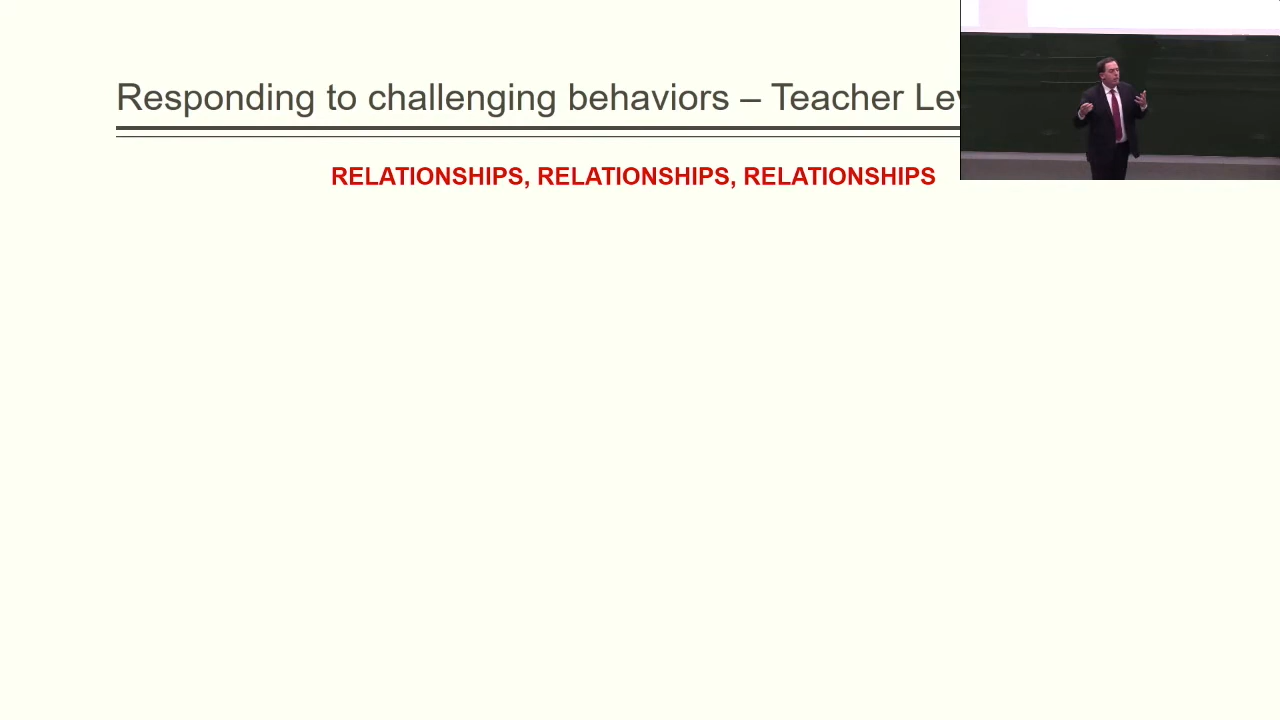 Responding to challenging behaviors – Teacher Lev
RELATIONSHIPS, RELATIONSHIPS, RELATIONSHIPS